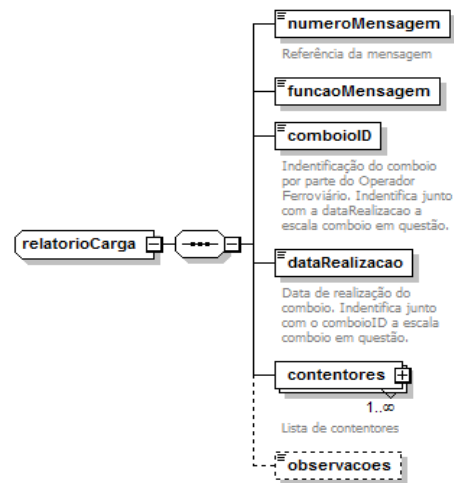 numeroMensagem
Referência da mensagem
funcaoMensagem
comboioID
Indentificação do comboio
por parte do Operador
Ferroviário. Indentifica junto
com a dataRealizacao a
escala comboio em questão.
relatorioCarga
dataRealizacao
Data de realização do
comboio. Indentifica junto
com o comboioID a escala
comboio em questão.
contentores
1..∞
Lista de contentores
observacoes